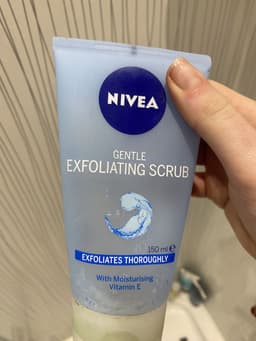 NIVEA
GENTLE
EXFOLIATING SCRUB
150 ml ℮
EXFOLIATES THOROUGHLY
With Moisturising
Vitamin E